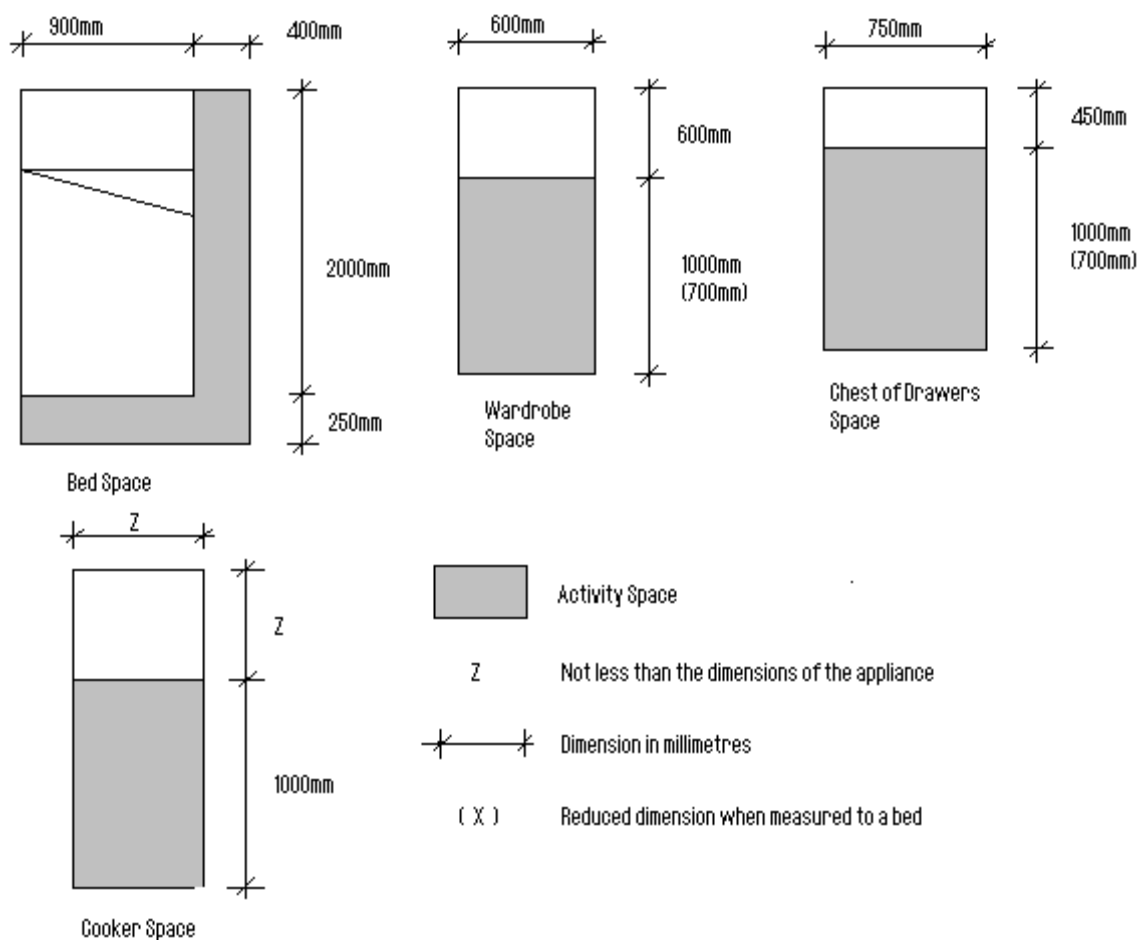 900mm
400mm
600mm
750mm
2000mm
250mm
600mm
1000mm
(700mm)
450mm
1000mm
(700mm)
Bed Space
Wardrobe
Space
Chest of Drawers
Space
Z
Z
1000mm
Cooker Space
Activity Space
Z Not less than the dimensions of the appliance
Dimension in millimetres
( X ) Reduced dimension when measured to a bed